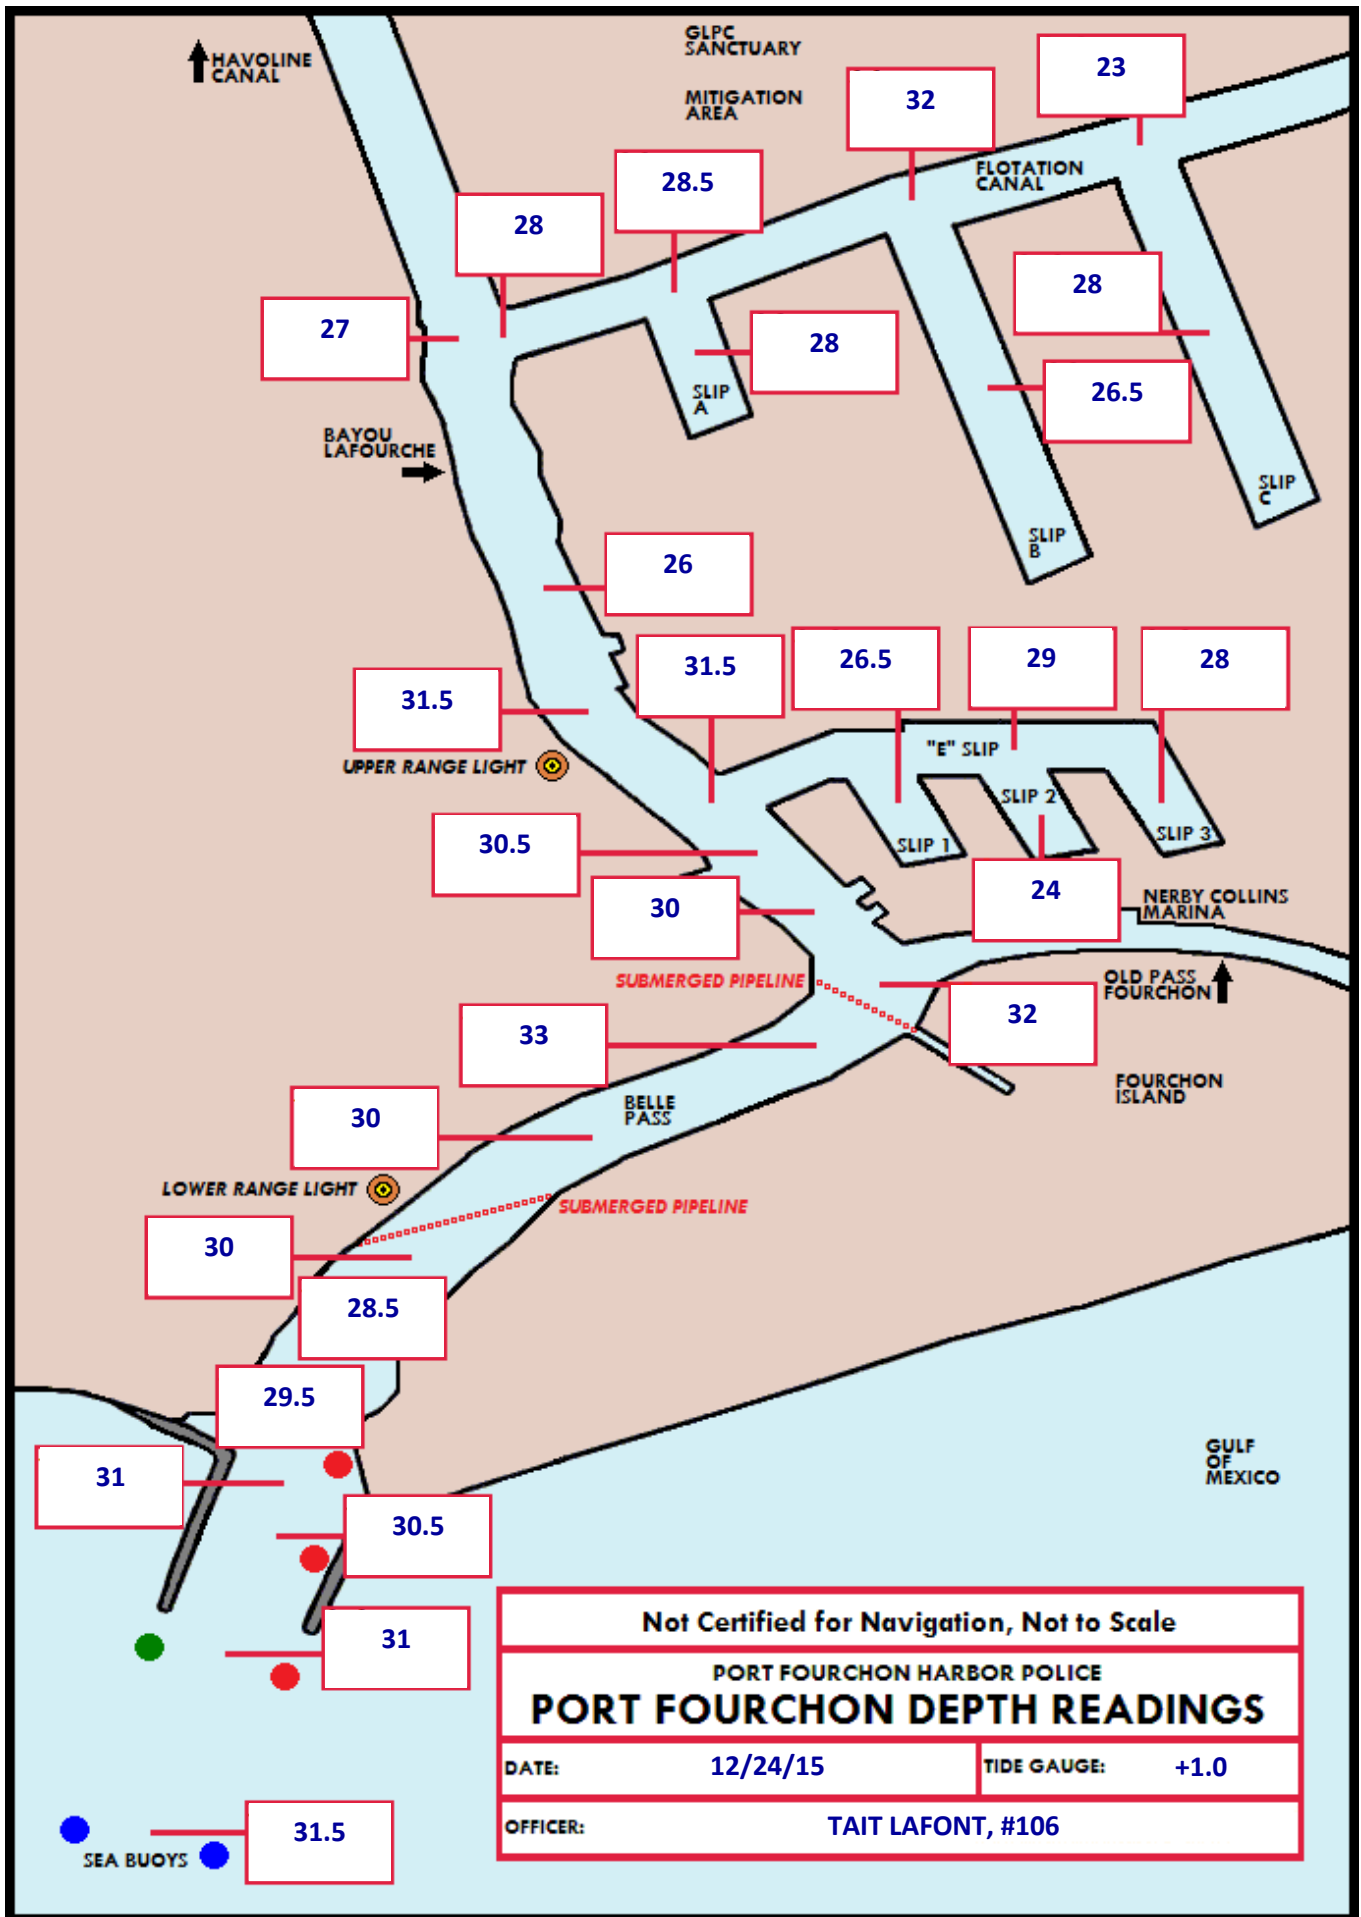 HAVOLINE
CANAL
GLPC
SANCTUARY
MITIGATION
AREA
23
32
FLOTATION
CANAL
28.5
28
27
28
28
26.5
SLIP
A
BAYOU
LAFOURCHE
SLIP
C
SLIP
B
26
31.5
26.5
29
28
31.5
UPPER RANGE LIGHT
"E" SLIP
SLIP 2
SLIP 1
SLIP 3
30.5
24
30
NERBY COLLINS
MARINA
SUBMERGED PIPELINE
OLD PASS
FOURCHON
32
33
FOURCHON
ISLAND
BELLE
PASS
30
LOWER RANGE LIGHT
SUBMERGED PIPELINE
30
28.5
29.5
GULF
OF
MEXICO
31
30.5
31
Not Certified for Navigation, Not to Scale
PORT FOURCHON HARBOR POLICE
PORT FOURCHON DEPTH READINGS
DATE: 12/24/15 TIDE GAUGE: +1.0
OFFICER: TAIT LAFONT, #106
31.5
SEA BUOYS